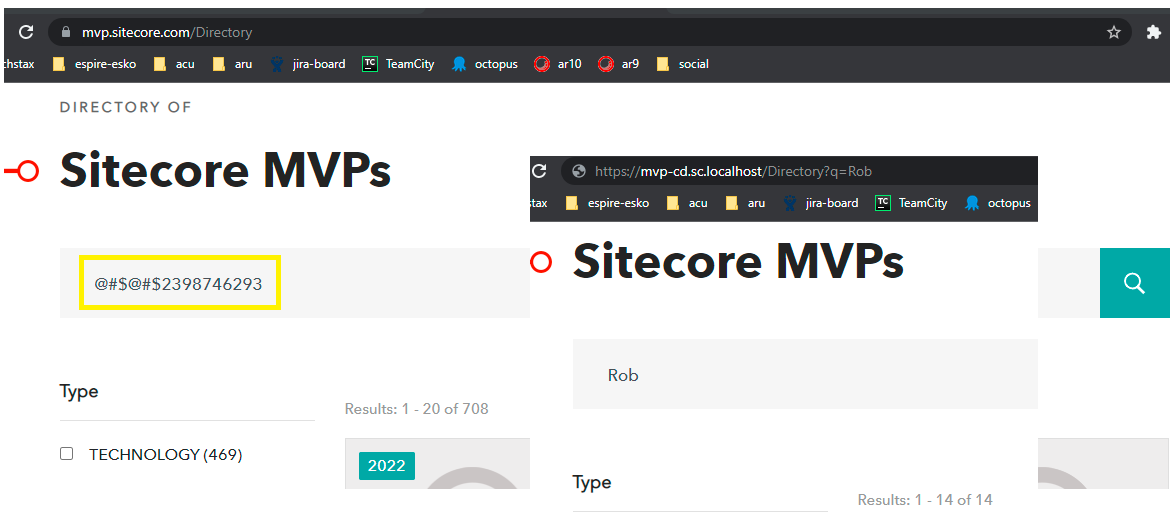 mvp.sitecore.com/Directory
chstax espire-esko acu aru jira-board TC TeamCity octopus ar10 ar9 social
DIRECTORY OF
Sitecore MVPs
@#$@#$2398746293
Type
Results: 1 - 20 of 708
TECHNOLOGY (469)
2022
https://mvp-cd.sc.localhost/Directory?q=Rob
stax espire-esko acu aru jira-board TC TeamCity octopus
Sitecore MVPs
Rob
Type
Results: 1 - 14 of 14